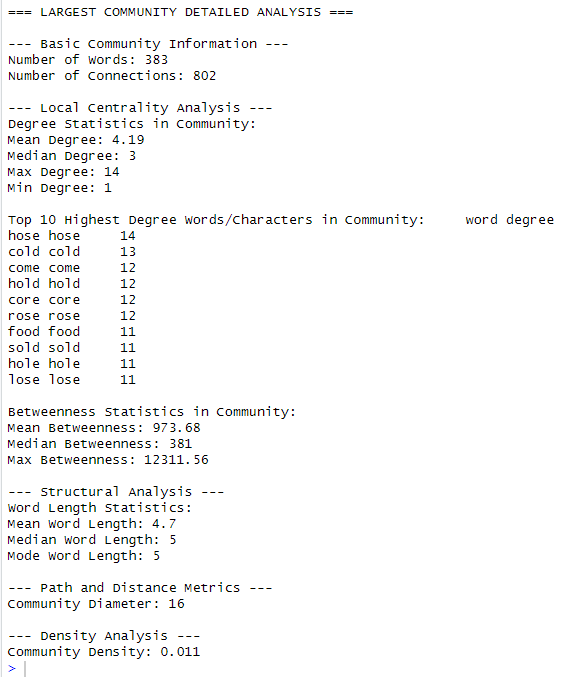 === LARGEST COMMUNITY DETAILED ANALYSIS ===
--- Basic Community Information ---
Number of Words: 383
Number of Connections: 802
--- Local Centrality Analysis ---
Degree Statistics in Community:
Mean Degree: 4.19
Median Degree: 3
Max Degree: 14
Min Degree: 1
Top 10 Highest Degree Words/Characters in Community:     word degree
hose hose     14
cold cold     13
come come     12
hold hold     12
core core     12
rose rose     12
food food     11
sold sold     11
hole hole     11
lose lose     11
Betweenness Statistics in Community:
Mean Betweenness: 973.68
Median Betweenness: 381
Max Betweenness: 12311.56
--- Structural Analysis ---
Word Length Statistics:
Mean Word Length: 4.7
Median Word Length: 5
Mode Word Length: 5
--- Path and Distance Metrics ---
Community Diameter: 16
--- Density Analysis ---
Community Density: 0.011
>